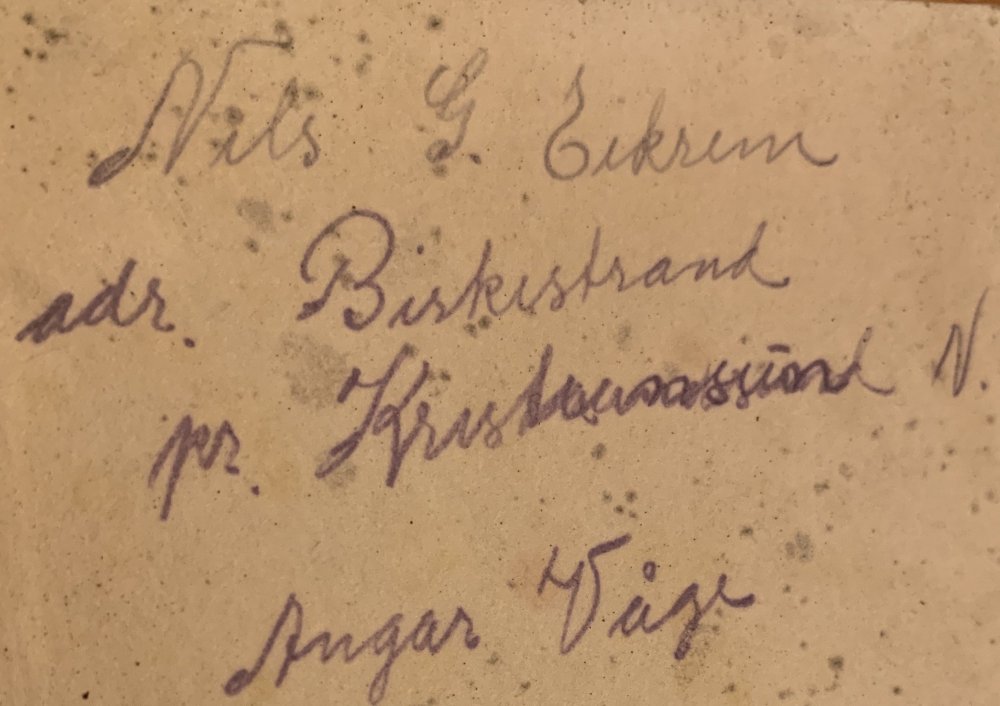 Nils G. Eikrem
adr. Birkestrand
pr. Kristiansund N.
Angar Våge